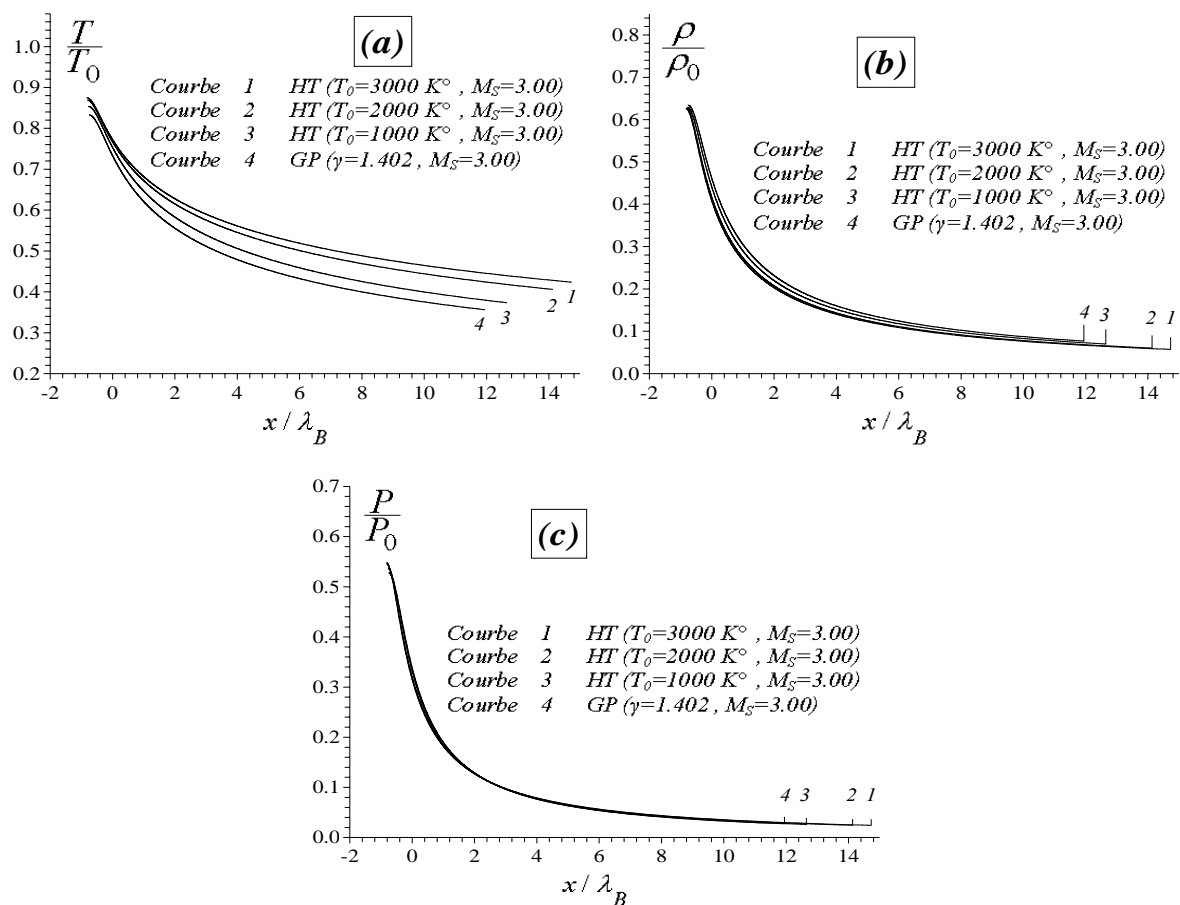 T/T0
(a)
Courbe 1 HT (T0=3000 K° , MS=3.00)
Courbe 2 HT (T0=2000 K° , MS=3.00)
Courbe 3 HT (T0=1000 K° , MS=3.00)
Courbe 4 GP (γ=1.402 , MS=3.00)
1.0
0.9
0.8
0.7
0.6
0.5
0.4
0.3
0.2
1
2
3
4
-2 0 2 4 6 8 10 12 14
x / λB
ρ/ρ0
(b)
Courbe 1 HT (T0=3000 K° , MS=3.00)
Courbe 2 HT (T0=2000 K° , MS=3.00)
Courbe 3 HT (T0=1000 K° , MS=3.00)
Courbe 4 GP (γ=1.402 , MS=3.00)
0.8
0.7
0.6
0.5
0.4
0.3
0.2
0.1
0.0
4 3 2 1
-2 0 2 4 6 8 10 12 14
x / λB
P/P0
(c)
Courbe 1 HT (T0=3000 K° , MS=3.00)
Courbe 2 HT (T0=2000 K° , MS=3.00)
Courbe 3 HT (T0=1000 K° , MS=3.00)
Courbe 4 GP (γ=1.402 , MS=3.00)
0.7
0.6
0.5
0.4
0.3
0.2
0.1
0.0
4 3 2 1
-2 0 2 4 6 8 10 12 14
x / λB